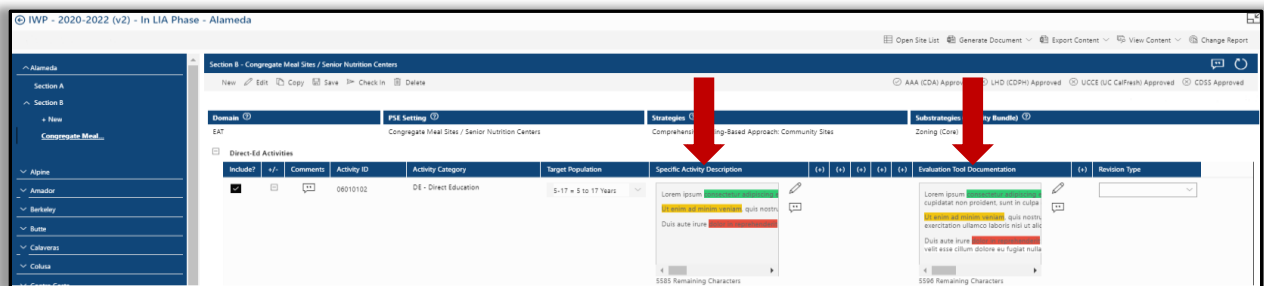 IWP - 2020-2022 (v2) - In LIA Phase - Alameda
Open Site List Generate Document Export Content View Content Change Report
Alameda
Section A
Section B
+ New
Congregate Meal...
Alpine
Amador
Berkeley
Butte
Calaveras
Colusa
Section B - Congregate Meal Sites / Senior Nutrition Centers
New Edit Copy Save Check In Delete
AAA (CDA) Approved LHD (CDPH) Approved UCCE (UC CalFresh) Approved CDSS Approved
Domain PSE Setting Strategies Substrategies Bundle)
EAT Congregate Meal Sites / Senior Nutrition Centers Based Approach: Community Sites Zoning (Core)
Direct-Ed Activities
Include? +/- Comments Activity ID Activity Category Target Population Specific Activity Description (+) (+) (+) (+) Evaluation Tool Documentation (+) Revision Type
06010102 DE - Direct Education 5-17 = 5 to 17 Years
Lorem ipsum consectetur adipiscing e
Ut enim ad minim veniam, quis nostru
Duis aute irure
5585 Remaining Characters
Lorem ipsum consectetur adipiscing e
cupidatat non proident, sunt in culpa
Ut enim ad minim veniam, quis nostru
exercitation ullamco laboris nisi ut alic
Duis aute irure
velit esse cillum dolore eu fugiat nulla
5596 Remaining Characters